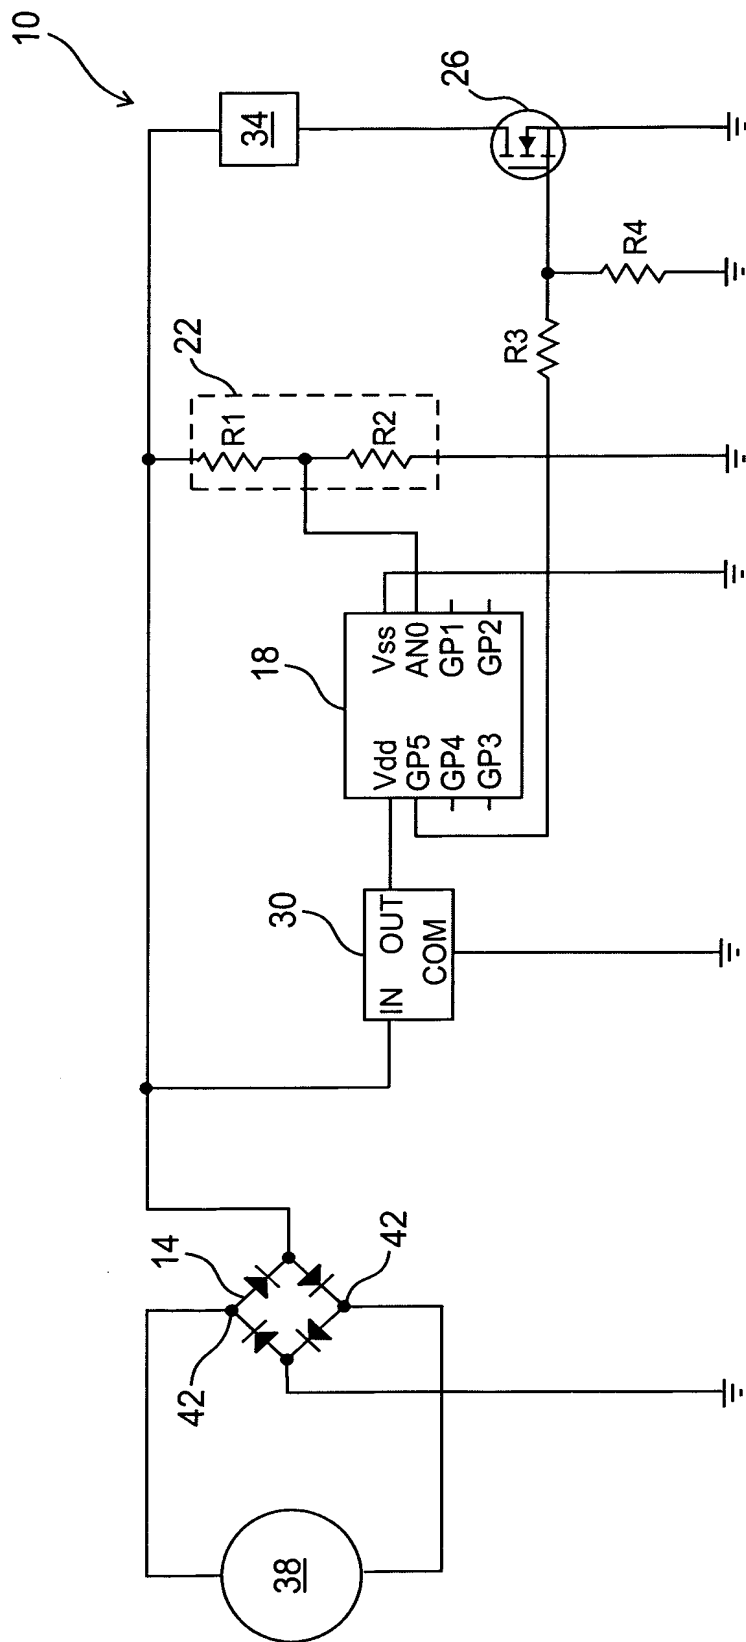 10
34
26
22
R1
R2
R3
R4
18
Vdd Vss
GP5 AN0
GP4 GP1
GP3 GP2
30
IN OUT
COM
14
42
42
38